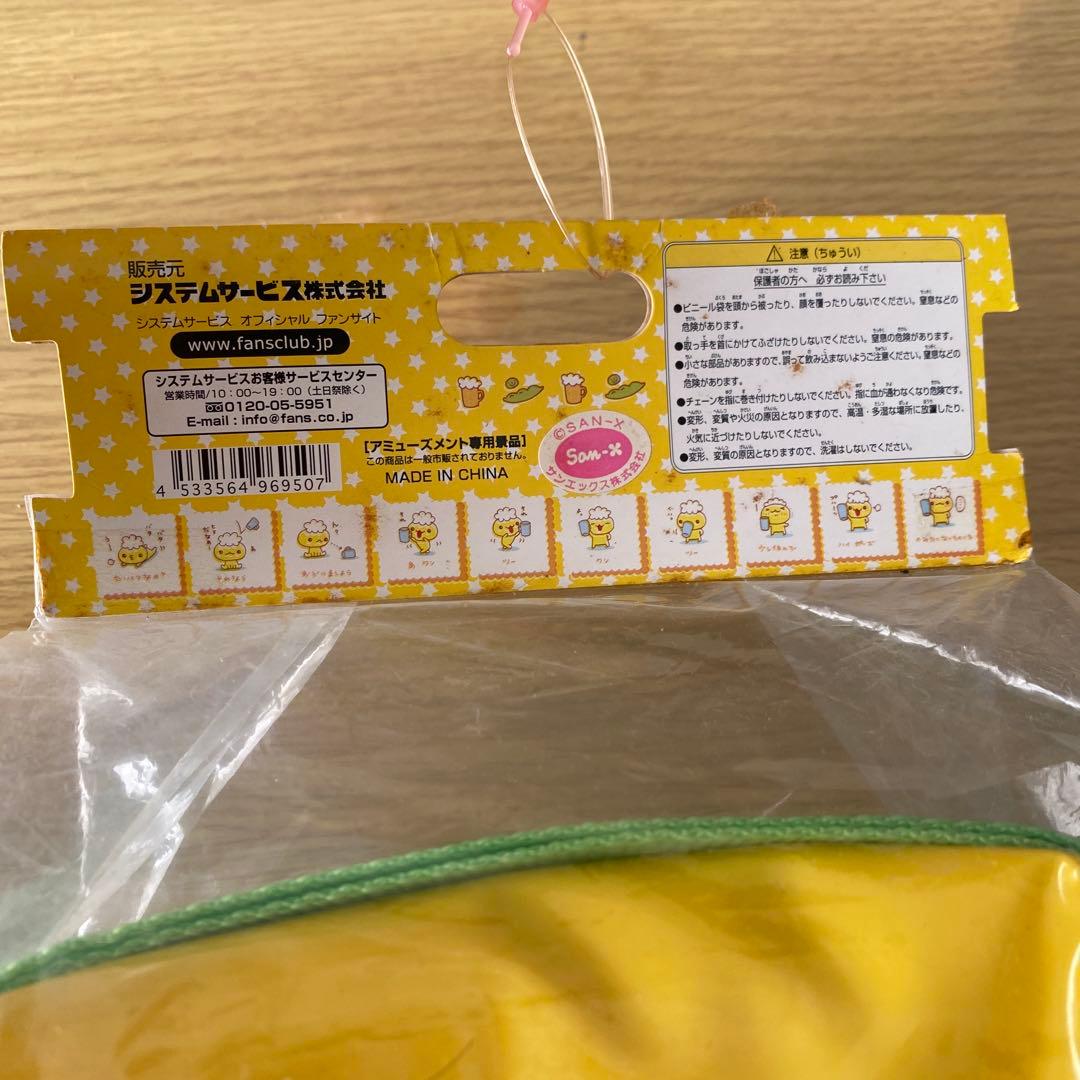 販売元
システムサービス株式会社
システムサービス オフィシャル ファンサイト
www.fansclub.jp
システムサービスお客様サービスセンター
営業時間/10：00〜19：00（土日祭除く）
0120-05-5951
E-mail：info@fans.co.jp
4 533564 969507
[アミューズメント専用景品]
この商品は一般市販されておりません。
MADE IN CHINA
©SAN-X
San-X
サンエックス株式会社
注意（ちゅうい）
保護者の方へ 必ずお読み下さい
●ビニール袋を頭から被ったり、顔を覆ったりしないでください。窒息などの
危険があります。
●取っ手を首にかけてふざけたりしないでください。窒息の危険があります。
●小さな部品がありますので、誤って飲み込まないようご注意ください。窒息などの
危険があります。
●チェーンを指に巻き付けたりしないでください。指に血が通わなくなり危険です。
●変形、変質や火災の原因となりますので、高温・多湿な場所に放置したり、
火気に近づけたりしないでください。
●変形、変質の原因となりますので、洗濯はしないでください。
ツリー
ハイ ポーズ